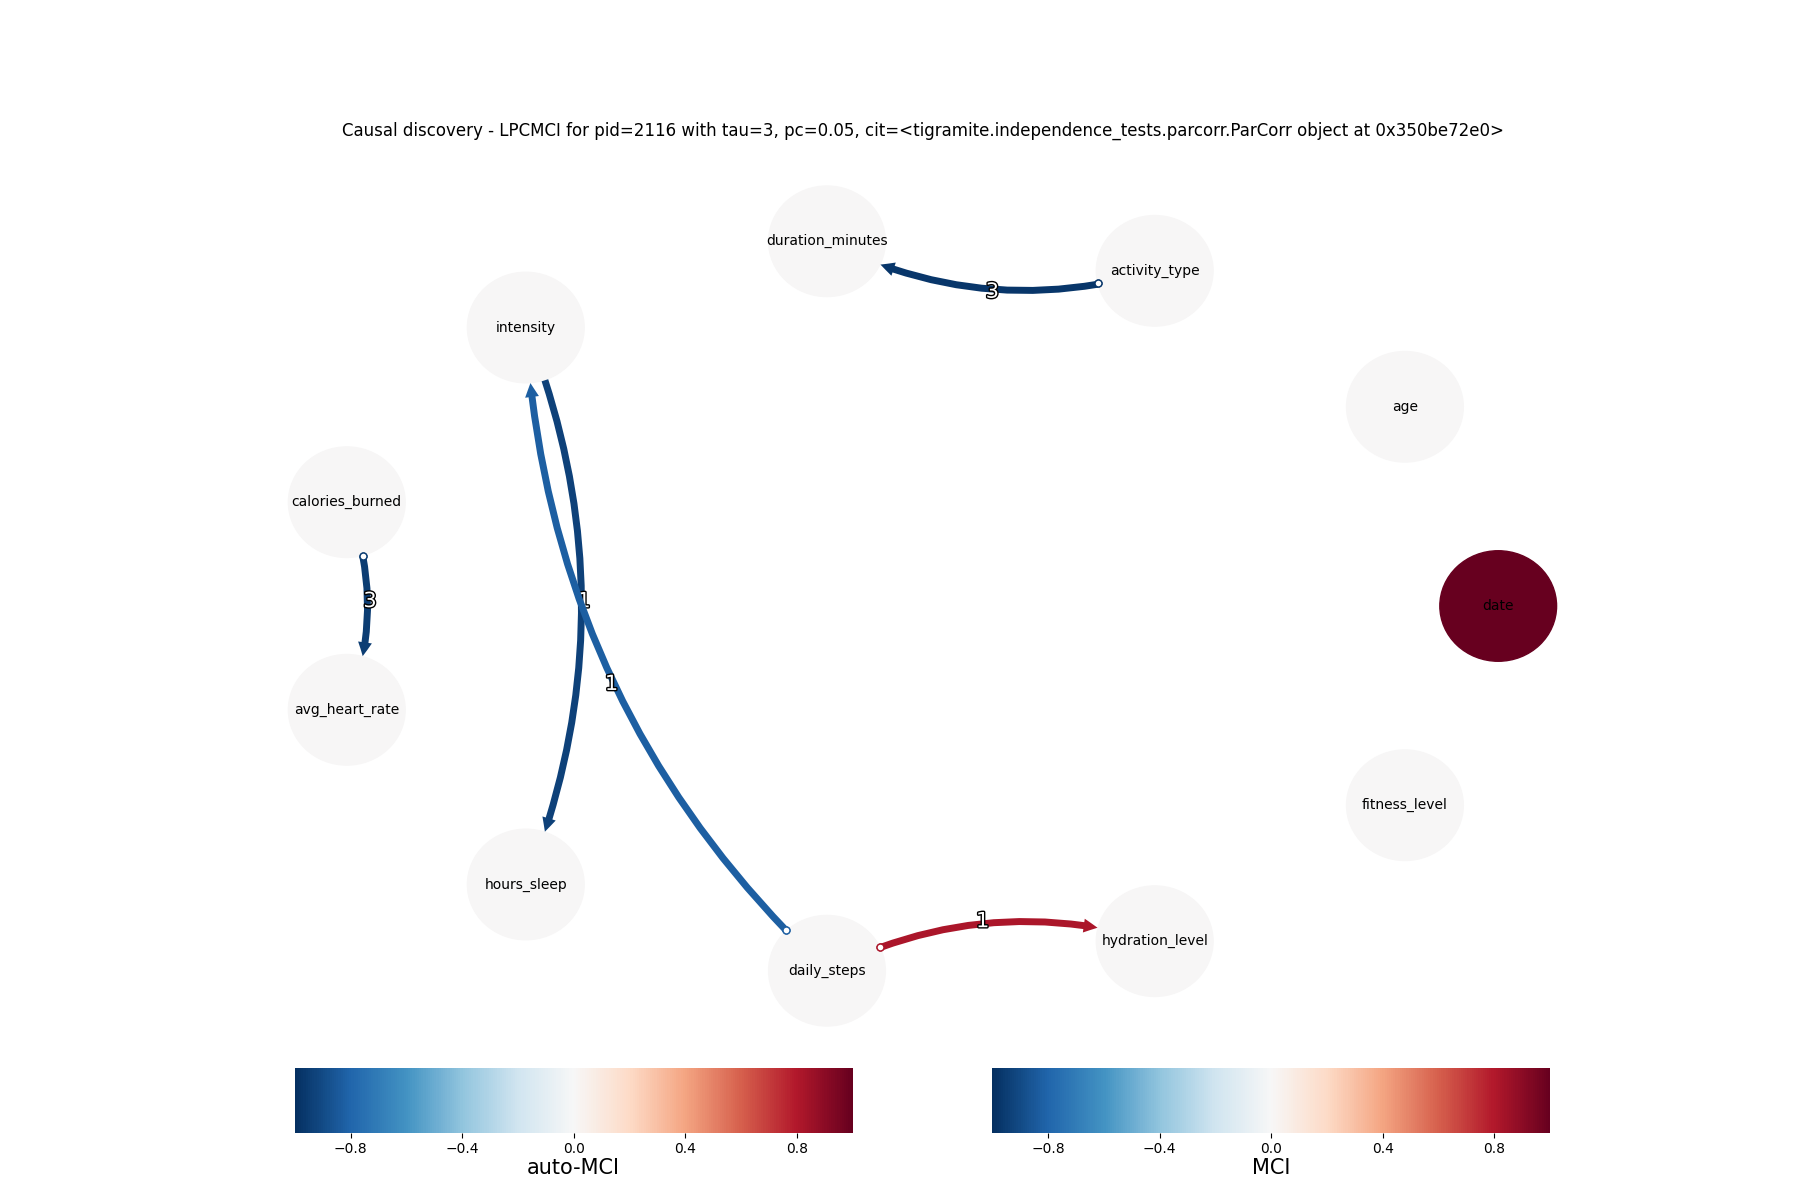 Causal discovery - LPCMCI for pid=2116 with tau=3, pc=0.05, cit=<tigramite.independence_tests.parcorr.ParCorr object at 0x350be72e0>
duration_minutes
activity_type
3
intensity
age
calories_burned
3
1
date
1
avg_heart_rate
fitness_level
hours_sleep
1
hydration_level
daily_steps
−0.8 −0.4 0.0 0.4 0.8
auto-MCI
−0.8 −0.4 0.0 0.4 0.8
MCI